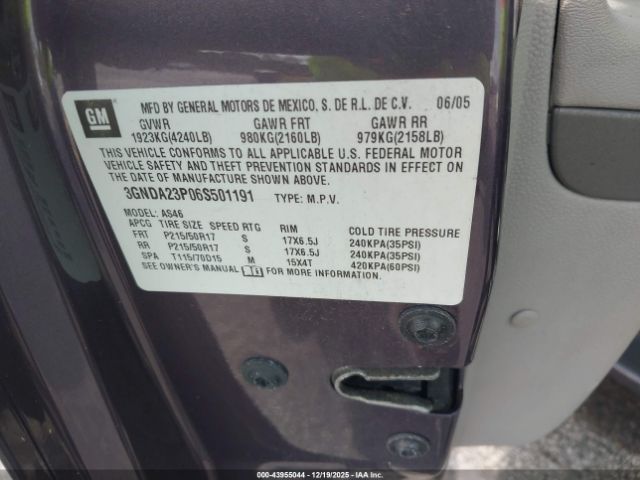 GM
MFD BY GENERAL MOTORS DE MEXICO, S. DE R.L. DE C.V. 06/05
GVWR GAWR FRT GAWR RR
1923KG(4240LB) 980KG(2160LB) 979KG(2158LB)
THIS VEHICLE CONFORMS TO ALL APPLICABLE U.S. FEDERAL MOTOR
VEHICLE SAFETY AND THEFT PREVENTION STANDARDS IN EFFECT ON
THE DATE OF MANUFACTURE SHOWN ABOVE.
3GNDA23P06S501191 TYPE: M.P.V.
MODEL: AS46
APCG TIRE SIZE SPEED RTG RIM COLD TIRE PRESSURE
FRT P215/50R17 S 17X6.5J 240KPA(35PSI)
RR P215/50R17 S 17X6.5J 240KPA(35PSI)
SPA T115/70D15 M 15X4T 420KPA(60PSI)
SEE OWNER'S MANUAL FOR MORE INFORMATION.
000-43955044 - 12/19/2025 - IAAI.CA